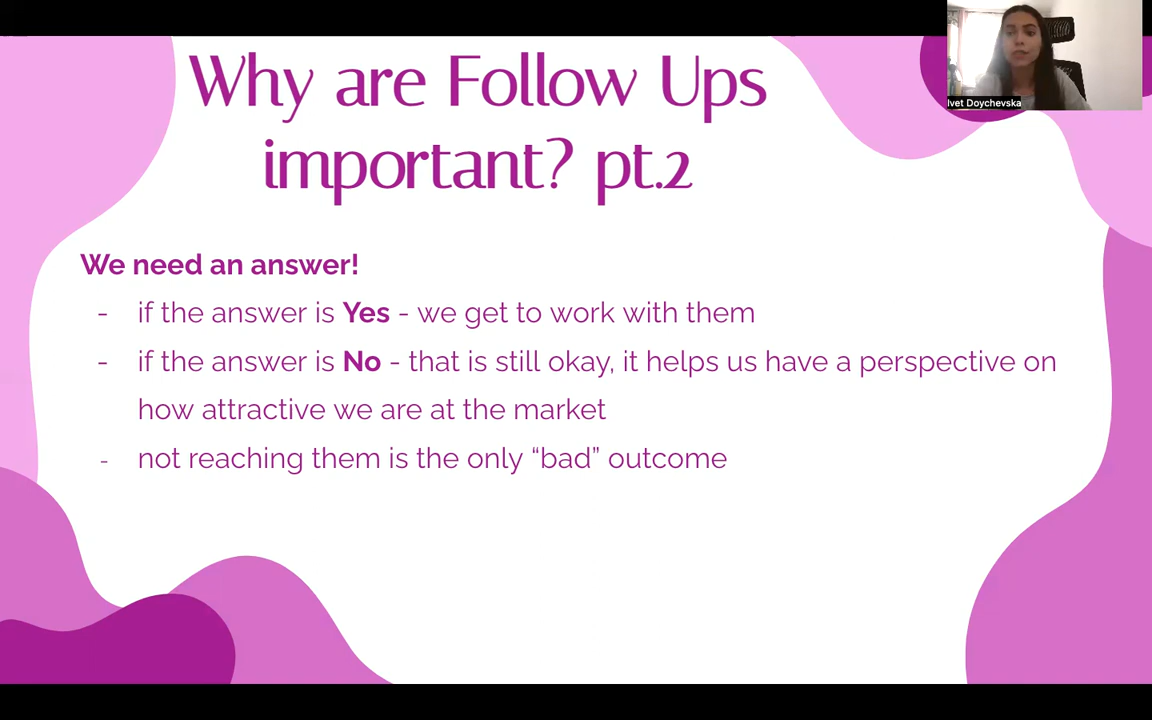 Why are Follow Ups
important? pt.2
Ivet Doychevska
We need an answer!
- if the answer is Yes - we get to work with them
- if the answer is No - that is still okay, it helps us have a perspective on
how attractive we are at the market
- not reaching them is the only “bad” outcome